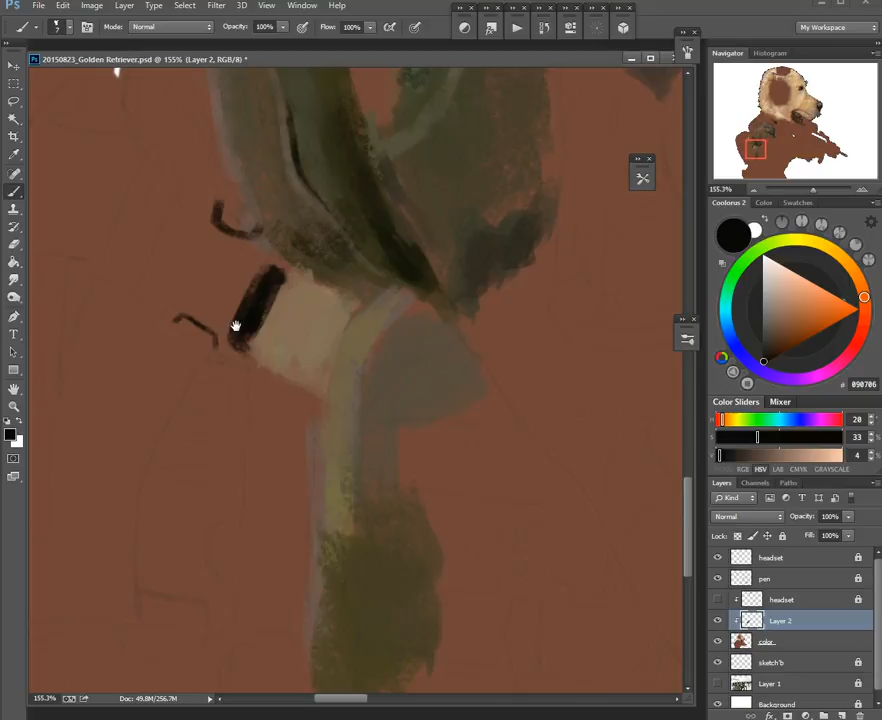 Ps File Edit Image Layer Type Select Filter 3D View Window Help
7 Mode: Normal Opacity: 100% Flow: 100% My Workspace
20150823_Golden Retriever.psd @ 155% (Layer 2, RGB/8) *
Navigator Histogram
155.3%
Colorus 2 Color Swatches
# 090706
Color Sliders Mixer
H 20 °
S 33 %
V 4 %
RGB HSV LAB CMYK GRAYSCALE
Layers Channels Paths
Kind
Normal Opacity: 100%
Lock: Fill: 100%
headset
pen
headset
Layer 2
color
sketch'b
Layer 1
Background
155.3% Doc: 49.8M/256.7M
fx